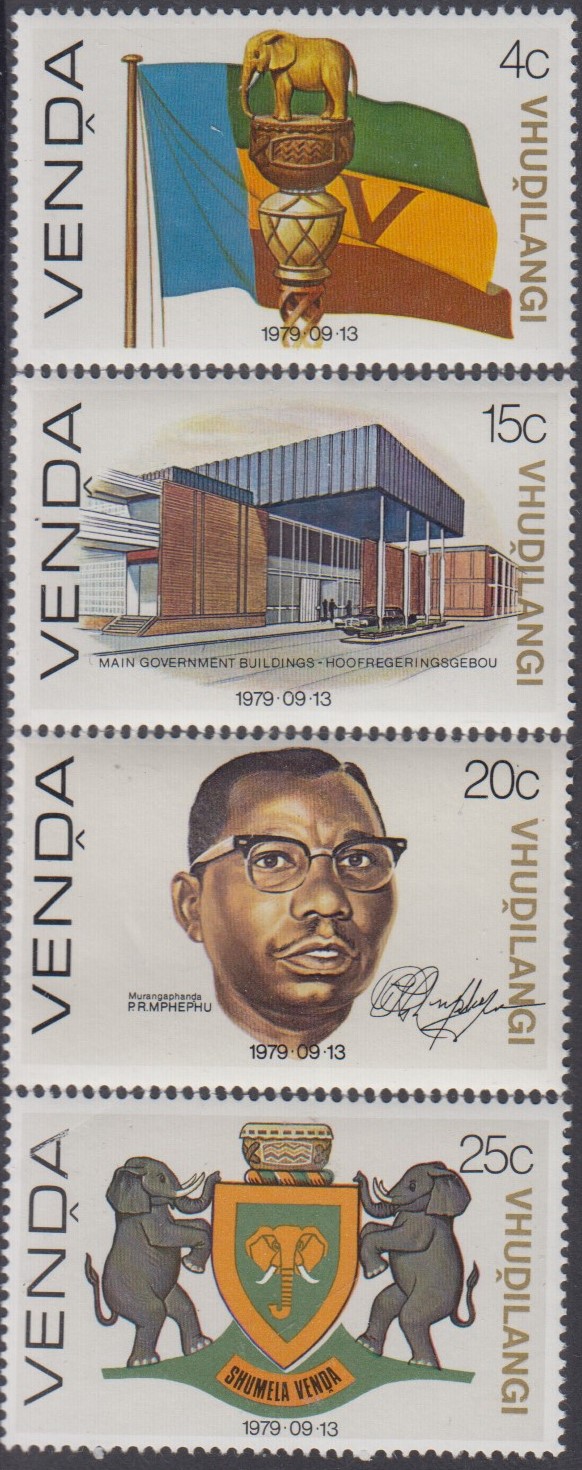 VENḒA
4c
VHUḒILANGI
V
1979·09·13
VENḒA
15c
VHUḒILANGI
MAIN GOVERNMENT BUILDINGS - HOOFREGERINGSGEBOU
1979·09·13
VENḒA
20c
VHUḒILANGI
Murangaphanḓa
P.R.MPHEPHU
1979·09·13
VENḒA
25c
VHUḒILANGI
SHUMELA VENḒA
1979·09·13